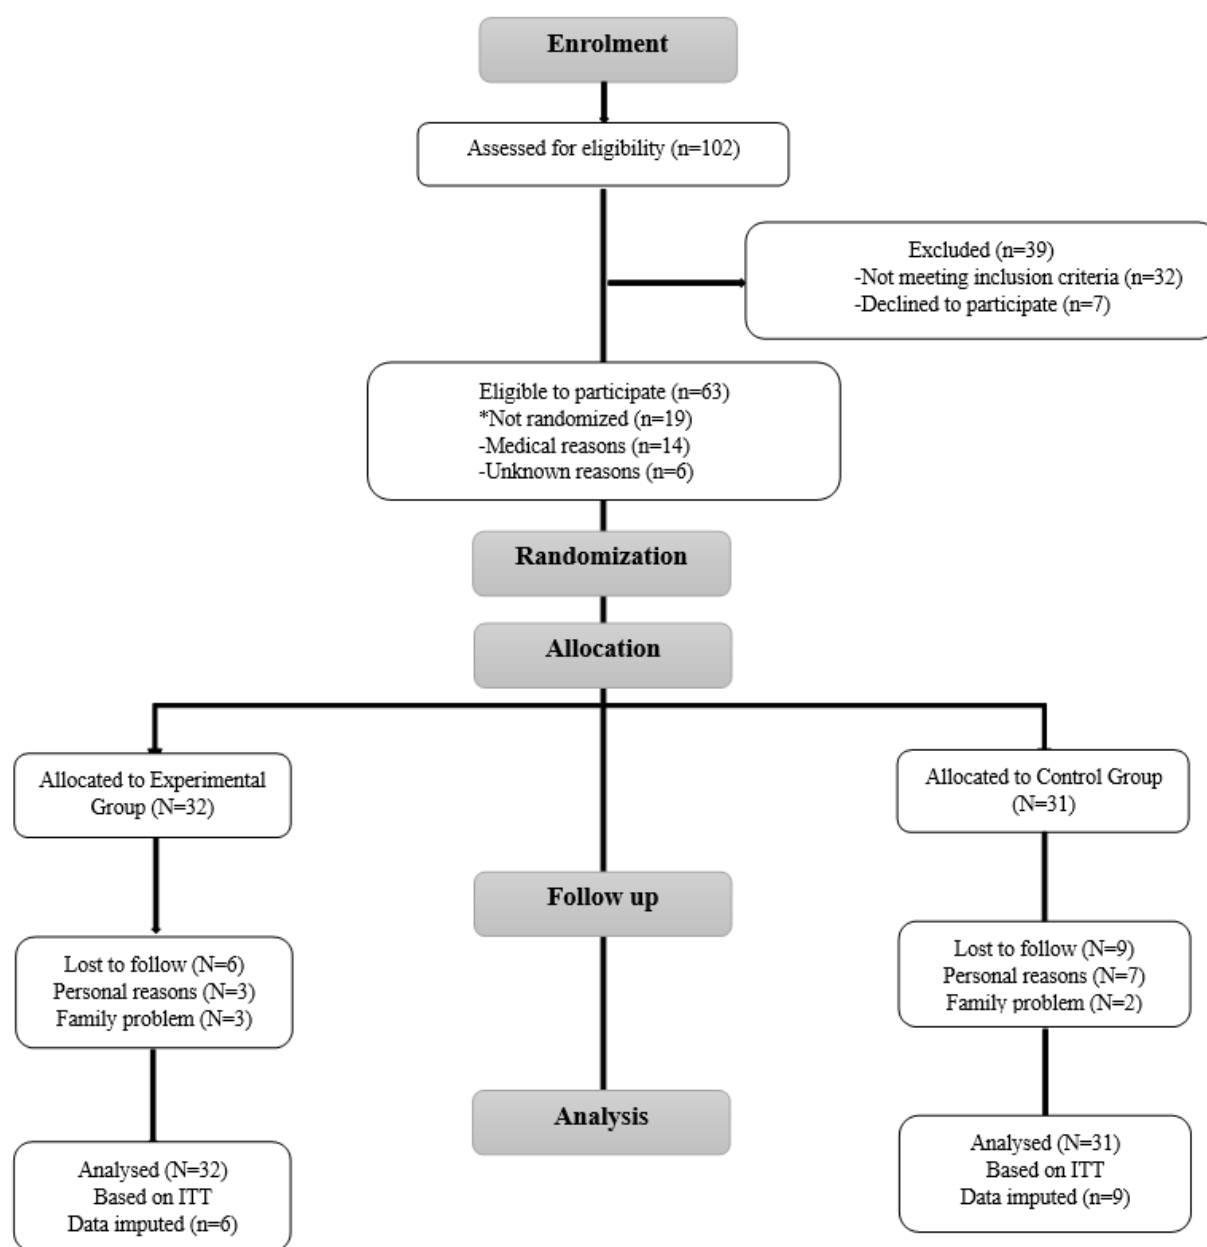 Enrolment
Assessed for eligibility (n=102)
Excluded (n=39)
-Not meeting inclusion criteria (n=32)
-Declined to participate (n=7)
Eligible to participate (n=63)
*Not randomized (n=19)
-Medical reasons (n=14)
-Unknown reasons (n=6)
Randomization
Allocation
Allocated to Experimental
Group (N=32)
Allocated to Control Group
(N=31)
Follow up
Lost to follow (N=6)
Personal reasons (N=3)
Family problem (N=3)
Lost to follow (N=9)
Personal reasons (N=7)
Family problem (N=2)
Analysis
Analysed (N=32)
Based on ITT
Data imputed (n=6)
Analysed (N=31)
Based on ITT
Data imputed (n=9)